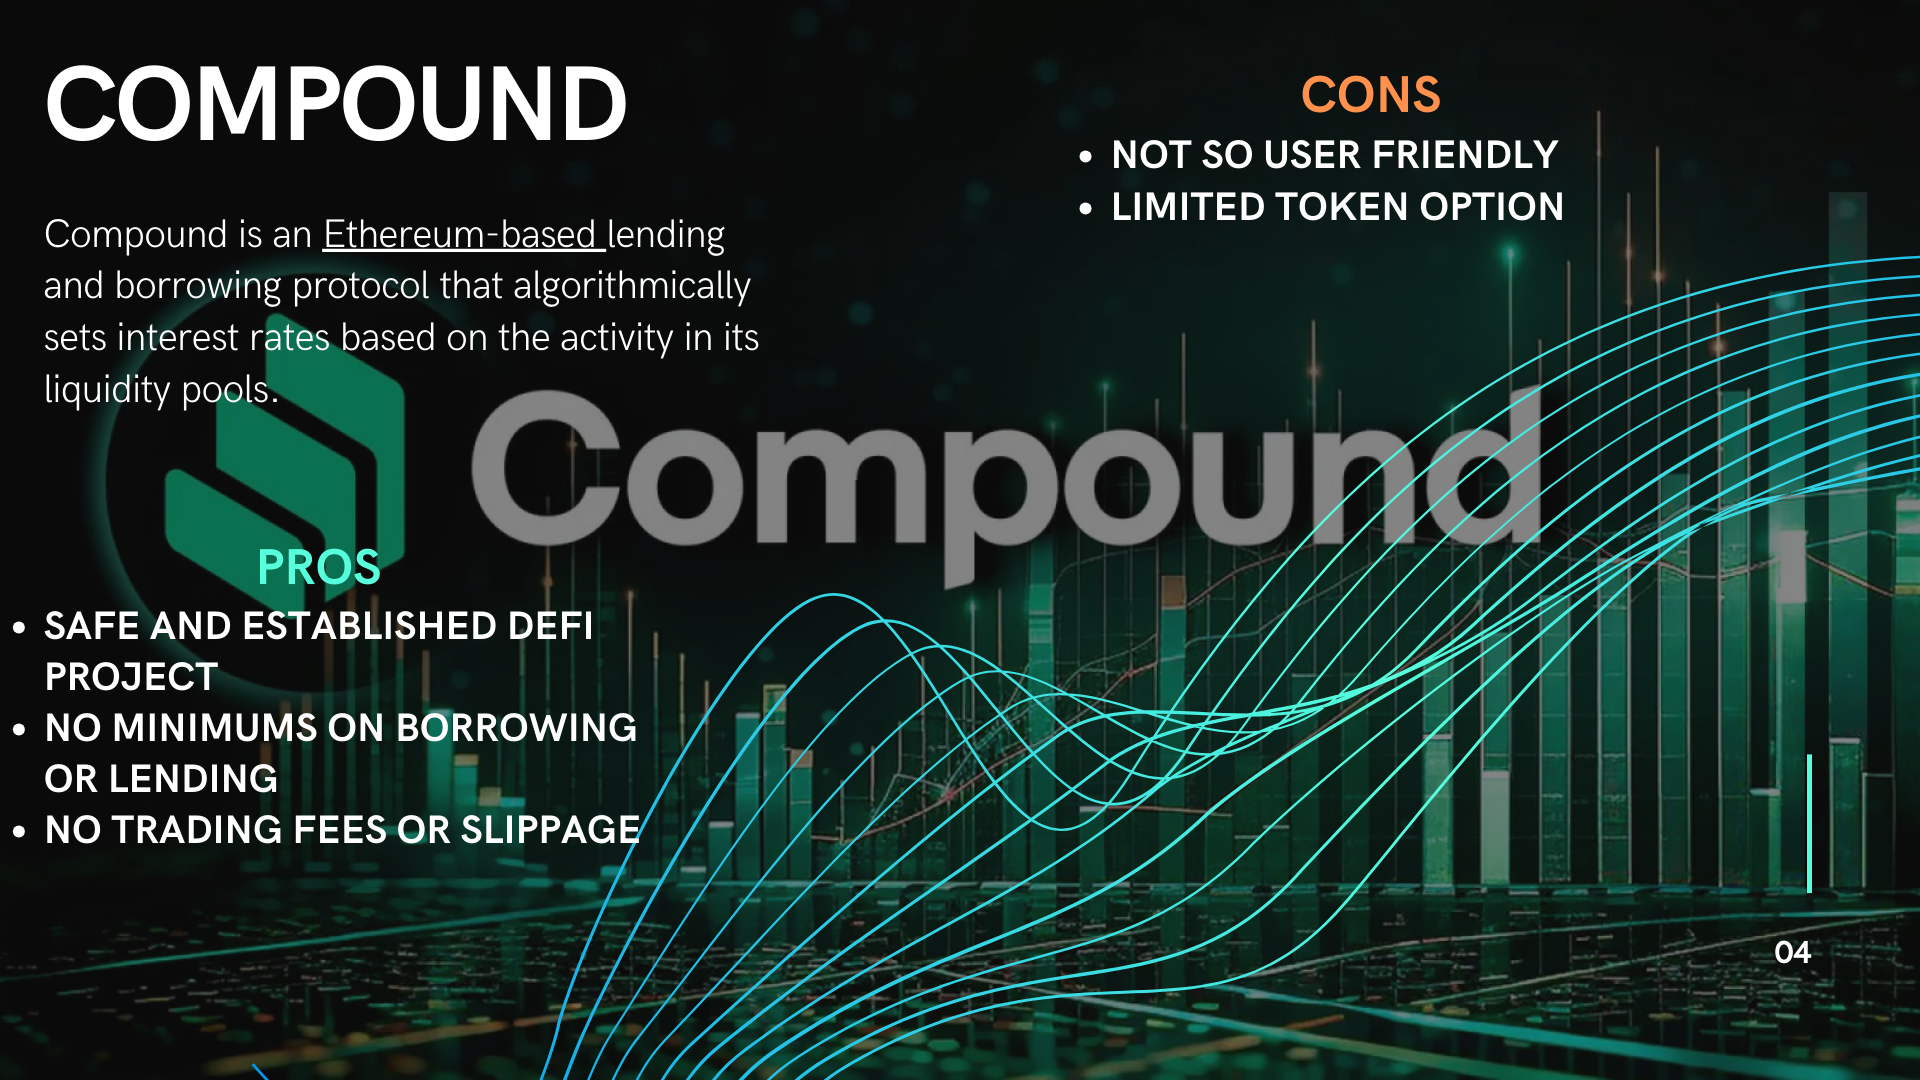 COMPOUND
Compound is an Ethereum-based lending
and borrowing protocol that algorithmically
sets interest rates based on the activity in its
liquidity pools.
Compound
PROS
• SAFE AND ESTABLISHED DEFI
PROJECT
• NO MINIMUMS ON BORROWING
OR LENDING
• NO TRADING FEES OR SLIPPAGE
CONS
• NOT SO USER FRIENDLY
• LIMITED TOKEN OPTION
04